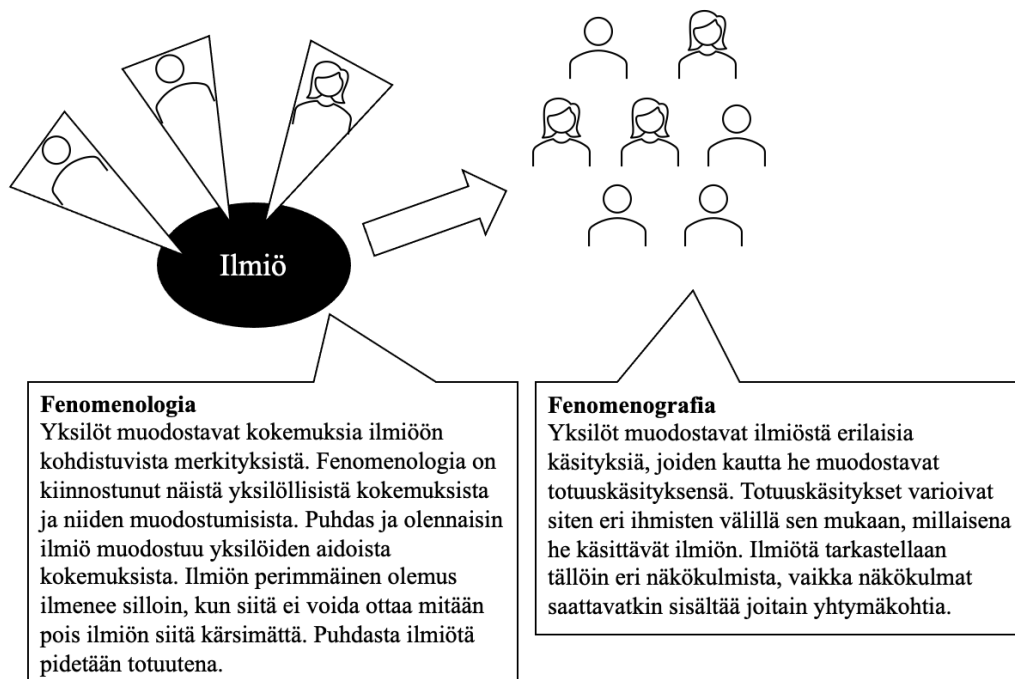 Ilmiö
Fenomenologia
Yksilöt muodostavat kokemuksia ilmiöön
kohdistuvista merkityksistä. Fenomenologia on
kiinnostunut näistä yksilöllisistä kokemuksista
ja niiden muodostumisista. Puhdas ja olennaisin
ilmiö muodostuu yksilöiden aidoista
kokemuksista. Ilmiön perimmäinen olemus
ilmenee silloin, kun siitä ei voida ottaa mitään
pois ilmiön siitä kärsimättä. Puhdasta ilmiötä
pidetään totuutena.
Fenomenografia
Yksilöt muodostavat ilmiöstä erilaisia
käsityksiä, joiden kautta he muodostavat
totuuskäsityksensä. Totuuskäsitykset varioivat
siten eri ihmisten välillä sen mukaan, millaisena
he käsittävät ilmiön. Ilmiötä tarkastellaan
tällöin eri näkökulmista, vaikka näkökulmat
saattavatkin sisältää joitain yhtymäkohtia.